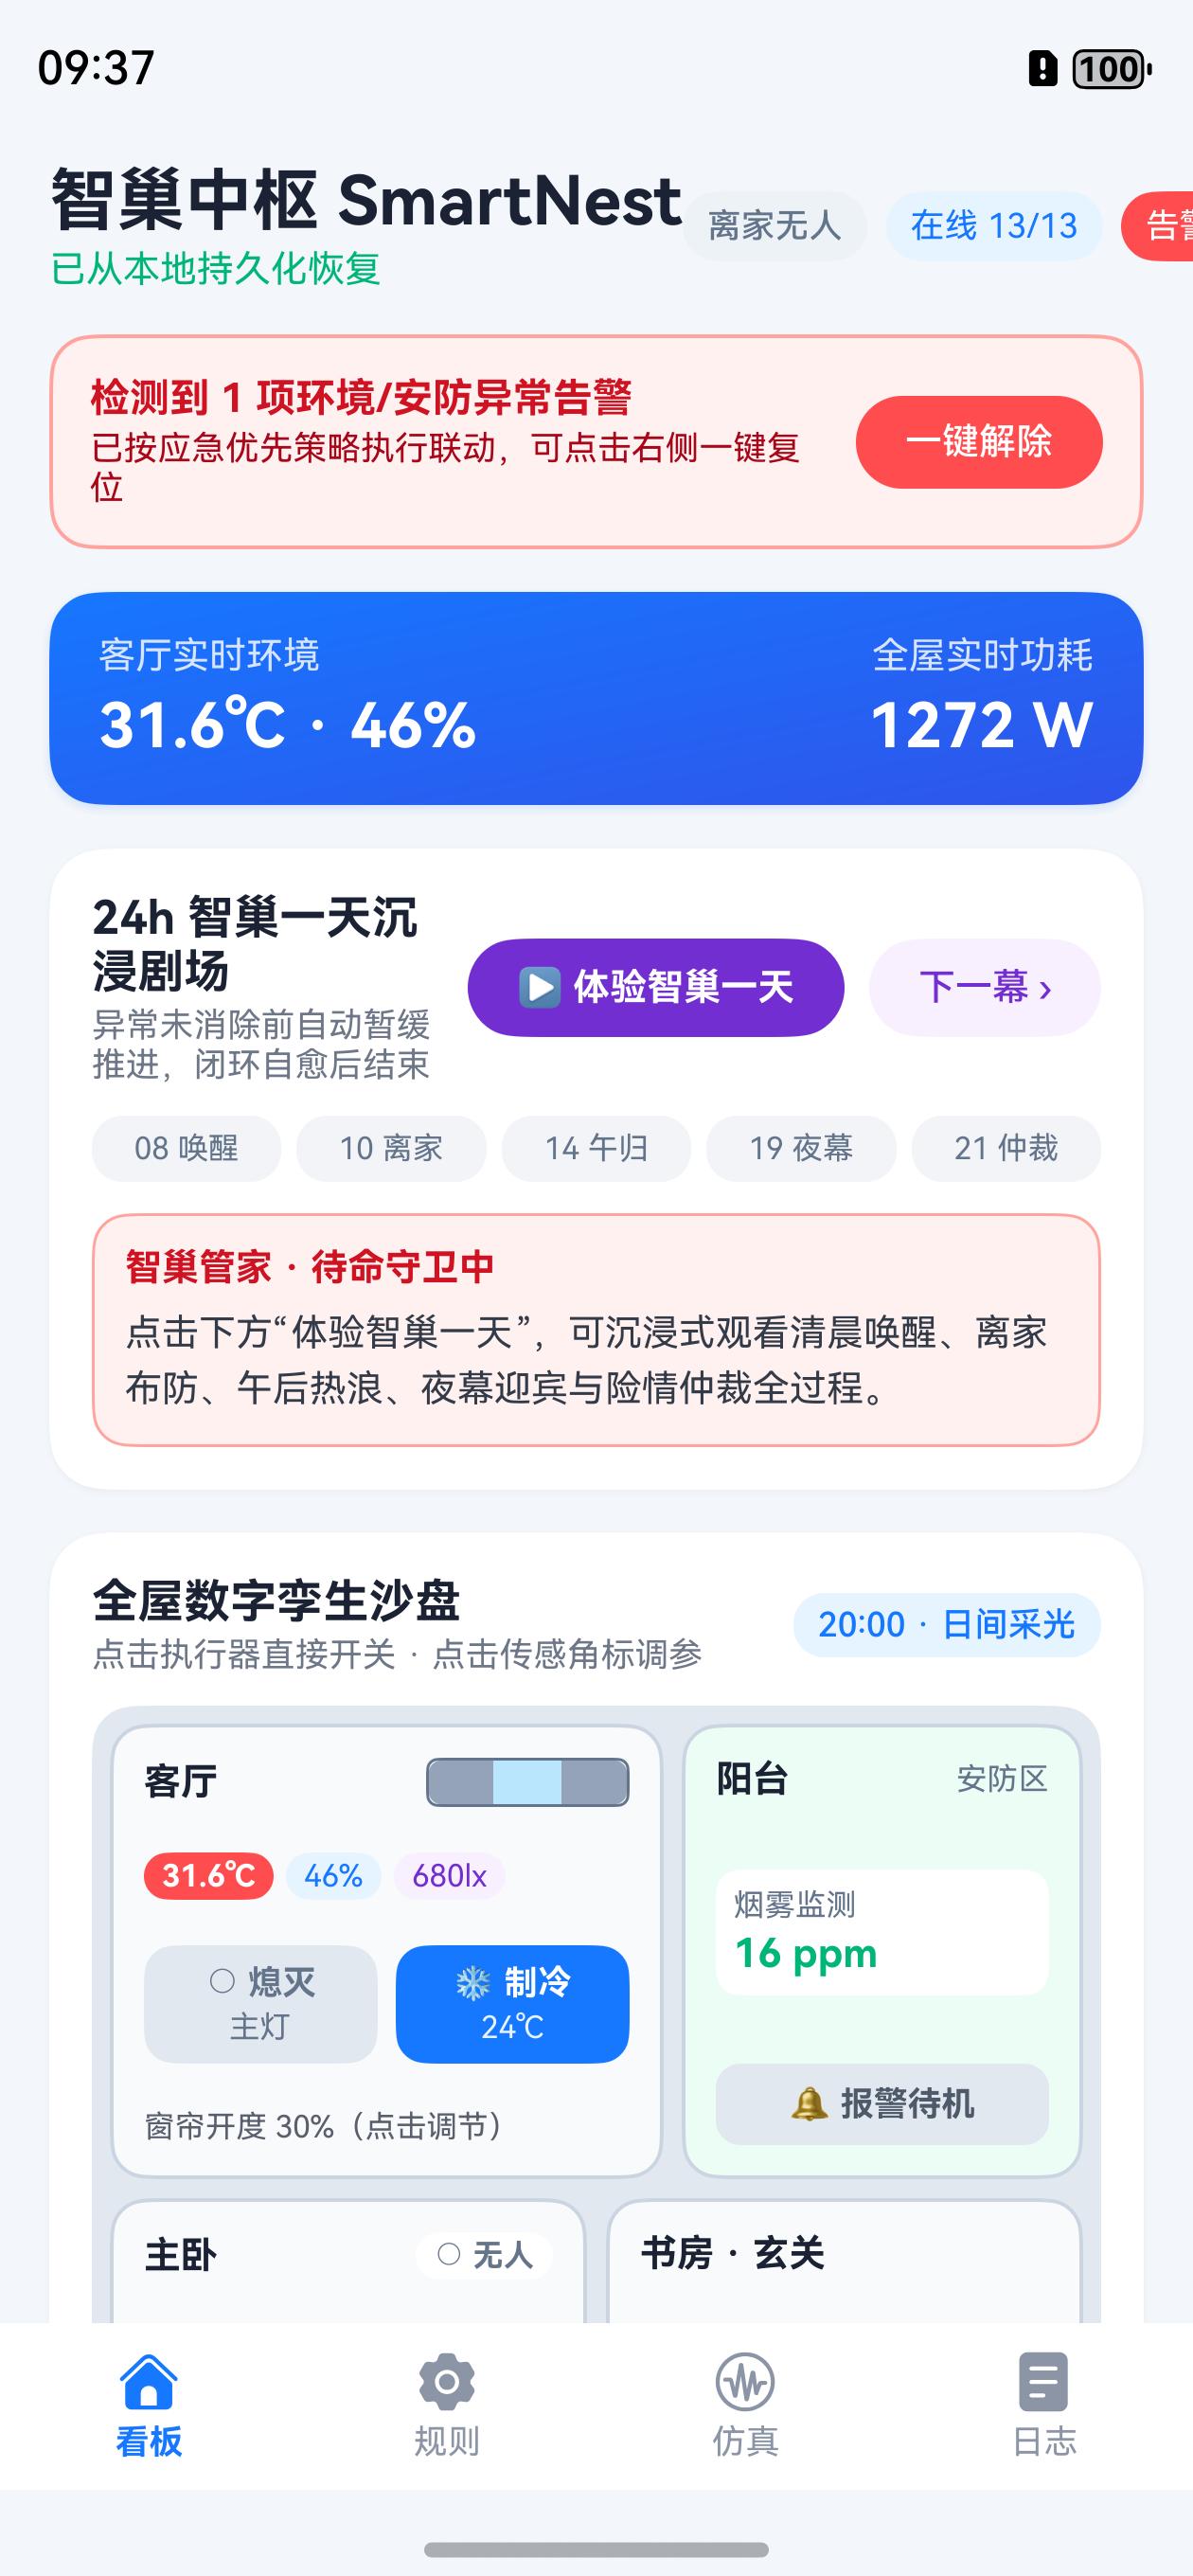 09:37
100
智巢中枢 SmartNest
离家无人
在线 13/13
告警
已从本地持久化恢复
检测到 1 项环境/安防异常告警
已按应急优先策略执行联动，可点击右侧一键复
位
一键解除
客厅实时环境
全屋实时功耗
31.6℃ · 46%
1272 W
24h 智巢一天沉
浸剧场
异常未消除前自动暂缓
推进，闭环自愈后结束
体验智巢一天
下一幕 ›
08 唤醒
10 离家
14 午归
19 夜幕
21 仲裁
智巢管家 · 待命守卫中
点击下方“体验智巢一天”，可沉浸式观看清晨唤醒、离家
布防、午后热浪、夜幕迎宾与险情仲裁全过程。
全屋数字孪生沙盘
点击执行器直接开关 · 点击传感角标调参
20:00 · 日间采光
客厅
31.6℃
46%
680lx
○ 熄灭
主灯
❄️ 制冷
24℃
窗帘开度 30%（点击调节）
阳台
安防区
烟雾监测
16 ppm
🔔 报警待机
主卧
○ 无人
书房 · 玄关
看板
规则
仿真
日志